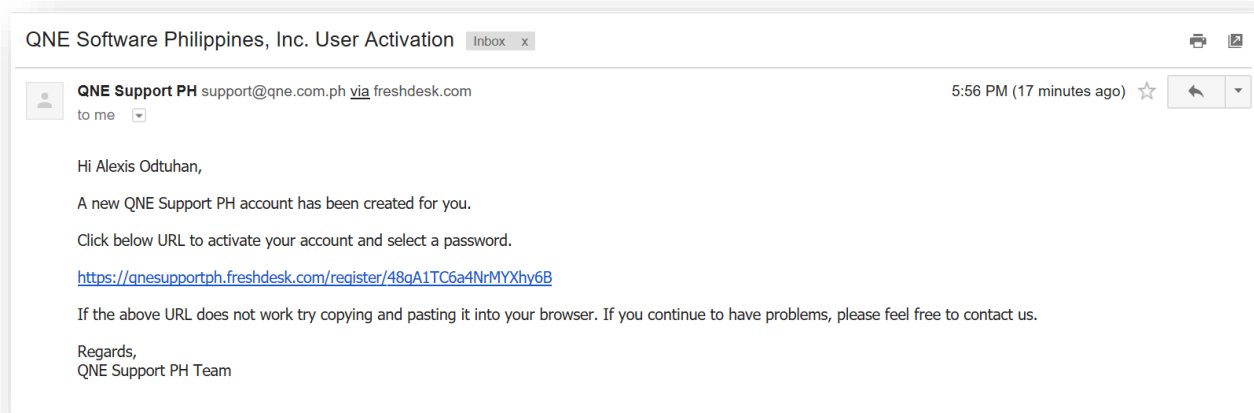 QNE Software Philippines, Inc. User Activation Inbox x
QNE Support PH support@qne.com.ph via freshdesk.com 5:56 PM (17 minutes ago)
to me
Hi Alexis Odtuhan,
A new QNE Support PH account has been created for you.
Click below URL to activate your account and select a password.
https://qnesupportph.freshdesk.com/register/48gA1TC6a4NrMYXhy6B
If the above URL does not work try copying and pasting it into your browser. If you continue to have problems, please feel free to contact us.
Regards,
QNE Support PH Team